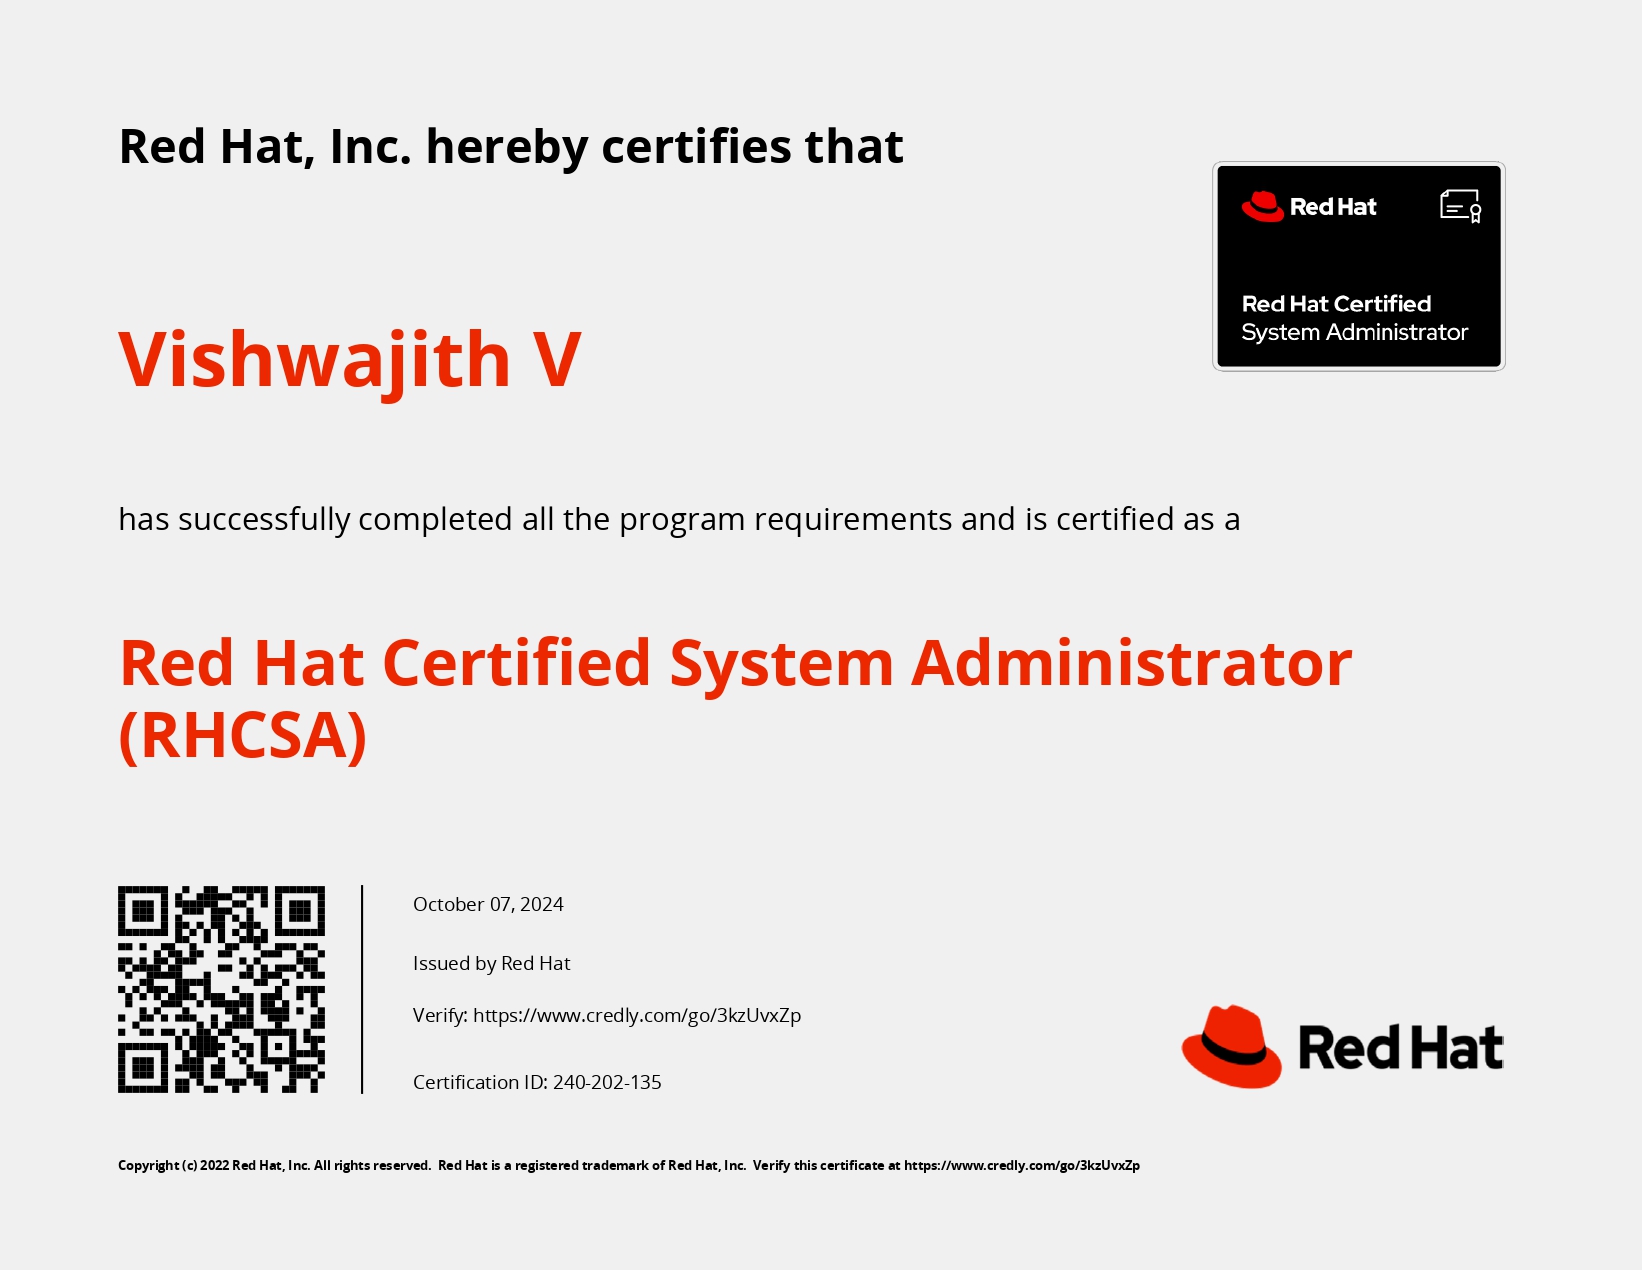 Red Hat, Inc. hereby certifies that
Red Hat
Red Hat Certified
System Administrator
Vishwajith V
has successfully completed all the program requirements and is certified as a
Red Hat Certified System Administrator
(RHCSA)
October 07, 2024
Issued by Red Hat
Verify: https://www.credly.com/go/3kzUvxZp
Certification ID: 240-202-135
Red Hat
Copyright (c) 2022 Red Hat, Inc. All rights reserved.  Red Hat is a registered trademark of Red Hat, Inc.  Verify this certificate at https://www.credly.com/go/3kzUvxZp